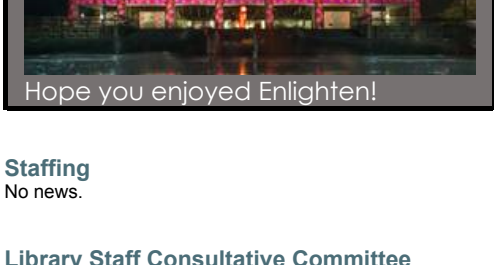 Hope you enjoyed Enlighten!
Staffing
No news.
Library Staff Consultative Committee